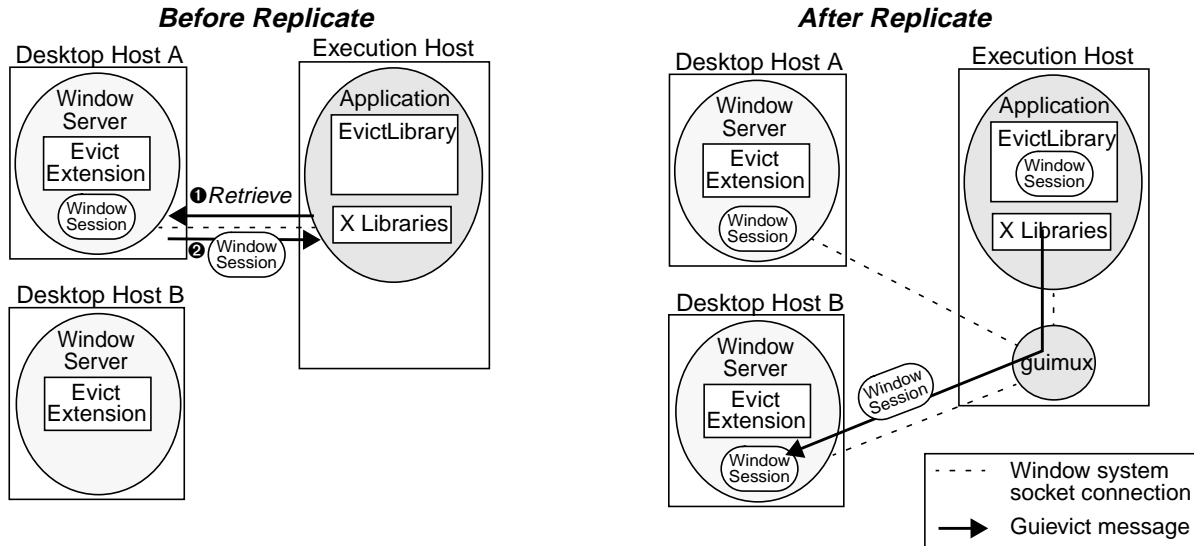 Before Replicate
Desktop Host A
Window
Server
Evict
Extension
Window
Session
❶Retrieve
❷
Window
Session
Execution Host
Application
EvictLibrary
X Libraries
Desktop Host B
Window
Server
Evict
Extension
After Replicate
Desktop Host A
Window
Server
Evict
Extension
Window
Session
Execution Host
Application
EvictLibrary
Window
Session
X Libraries
guimux
Desktop Host B
Window
Server
Evict
Extension
Window
Session
Window
Session
Window system
socket connection
Guievict message